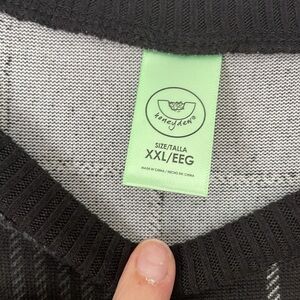 honeydew®
SIZE/TALLA
XXL/EEG
MADE IN CHINA / HECHO EN CHINA